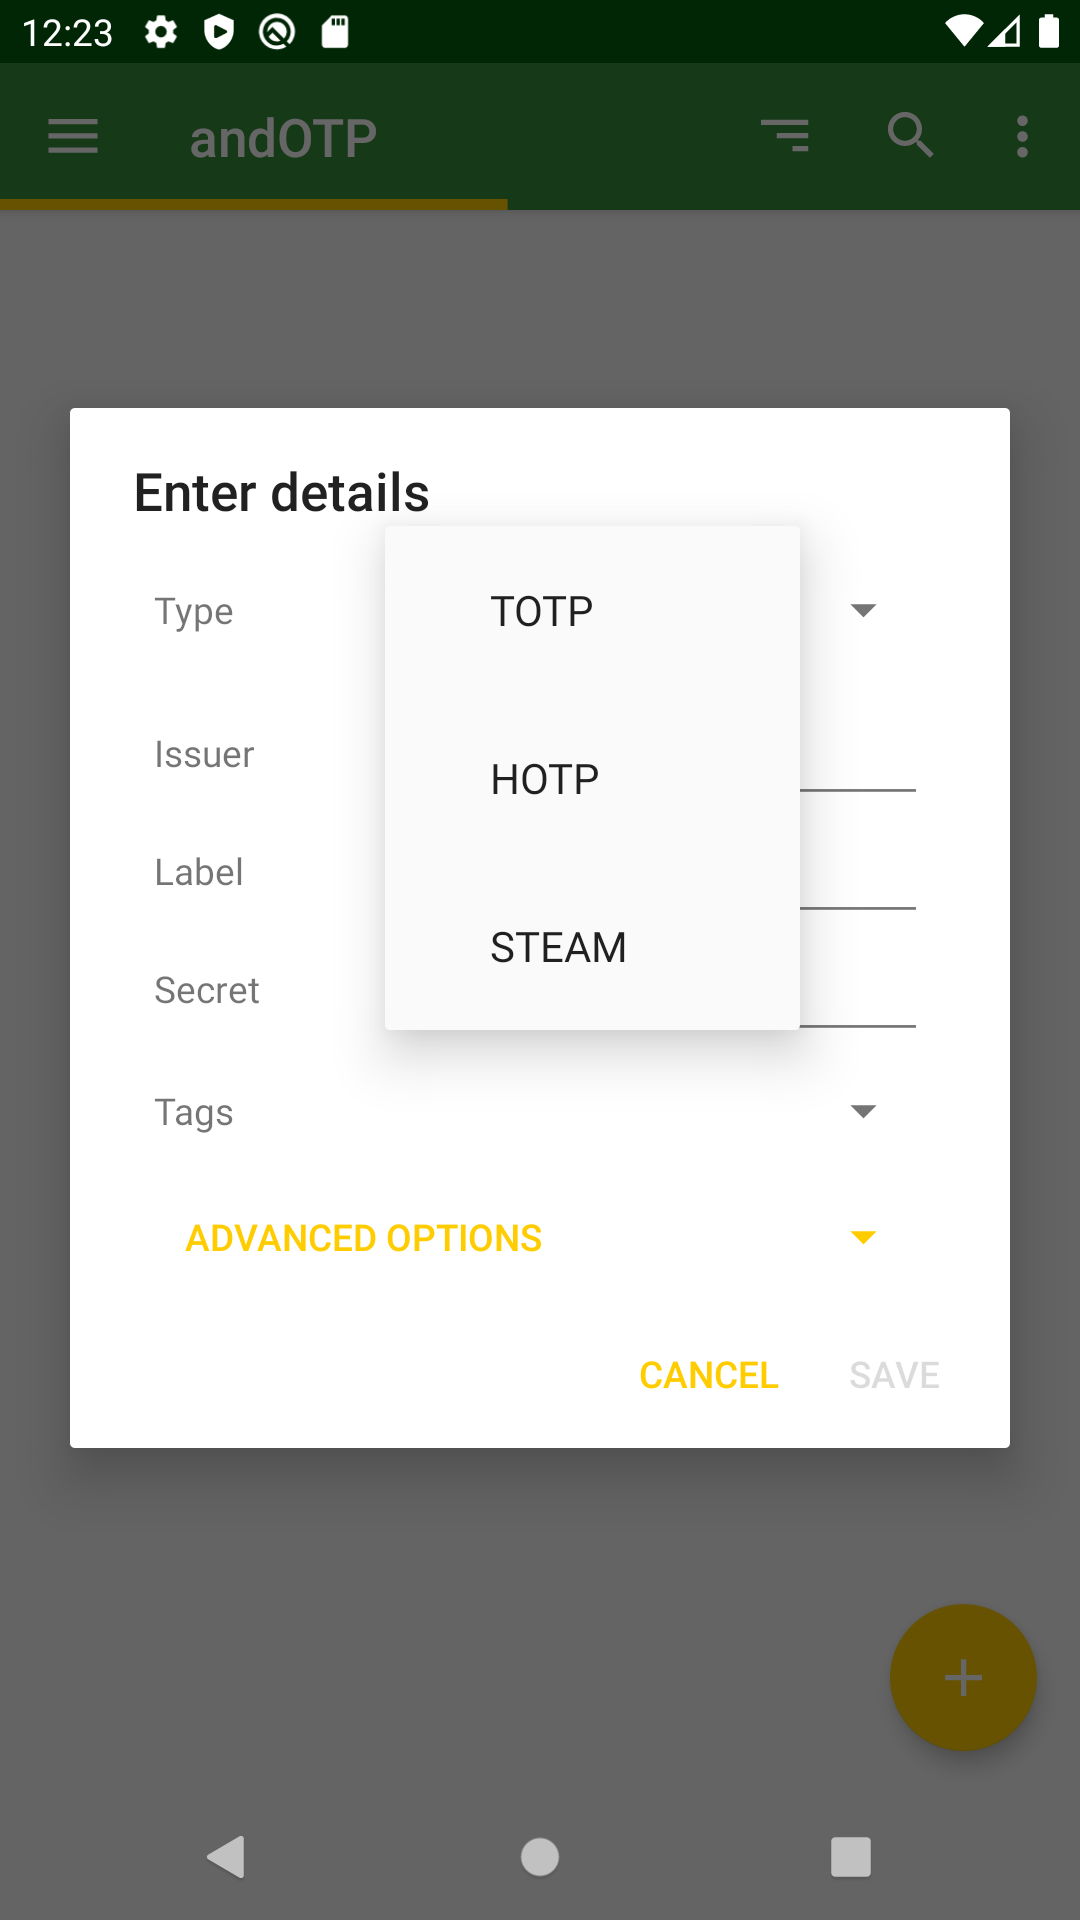 12:23
andOTP
Enter details
Type
TOTP
Issuer
HOTP
Label
STEAM
Secret
Tags
ADVANCED OPTIONS
CANCEL SAVE